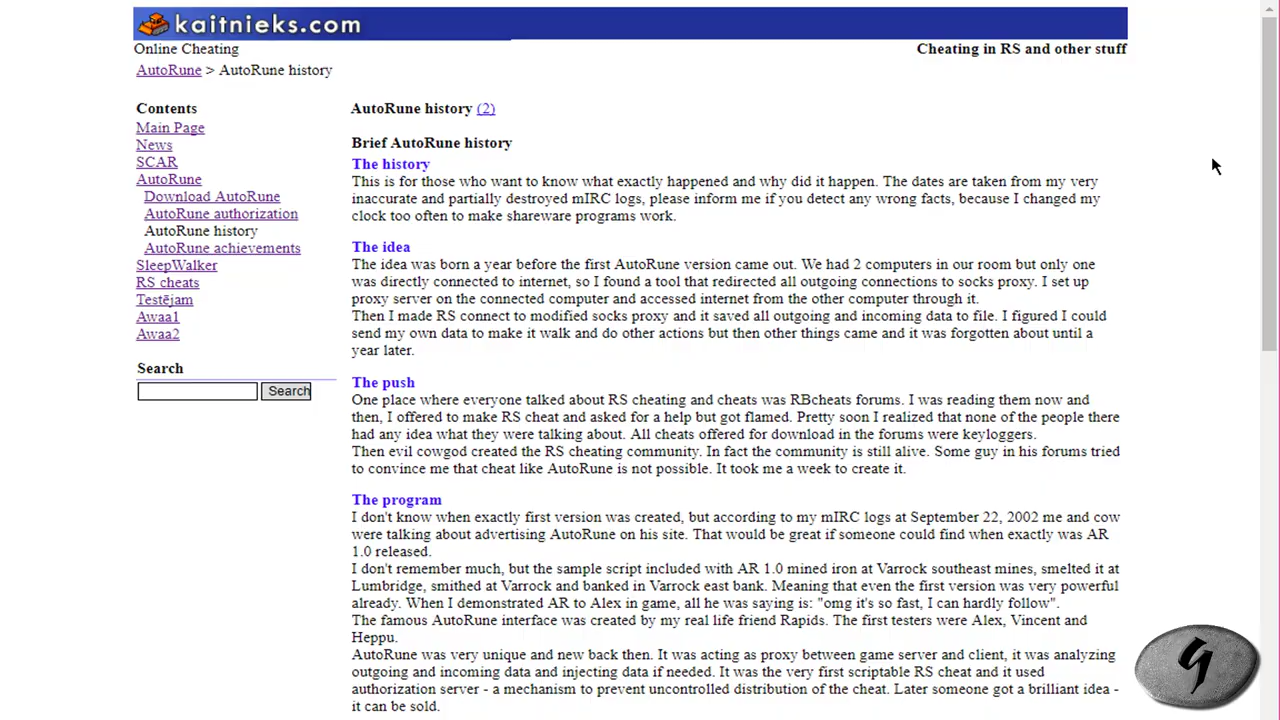 kaitnieks.com
Online Cheating
Cheating in RS and other stuff
AutoRune > AutoRune history
Contents
Main Page
News
SCAR
AutoRune
Download AutoRune
AutoRune authorization
AutoRune history
AutoRune achievements
SleepWalker
RS cheats
Testējam
Awaa1
Awaa2
Search
Search
AutoRune history (2)
Brief AutoRune history
The history
This is for those who want to know what exactly happened and why did it happen. The dates are taken from my very
inaccurate and partially destroyed mIRC logs, please inform me if you detect any wrong facts, because I changed my
clock too often to make shareware programs work.
The idea
The idea was born a year before the first AutoRune version came out. We had 2 computers in our room but only one
was directly connected to internet, so I found a tool that redirected all outgoing connections to socks proxy. I set up
proxy server on the connected computer and accessed internet from the other computer through it.
Then I made RS connect to modified socks proxy and it saved all outgoing and incoming data to file. I figured I could
send my own data to make it walk and do other actions but then other things came and it was forgotten about until a
year later.
The push
One place where everyone talked about RS cheating and cheats was RBcheats forums. I was reading them now and
then, I offered to make RS cheat and asked for a help but got flamed. Pretty soon I realized that none of the people there
had any idea what they were talking about. All cheats offered for download in the forums were keyloggers.
Then evil cowgod created the RS cheating community. In fact the community is still alive. Some guy in his forums tried
to convince me that cheat like AutoRune is not possible. It took me a week to create it.
The program
I don't know when exactly first version was created, but according to my mIRC logs at September 22, 2002 me and cow
were talking about advertising AutoRune on his site. That would be great if someone could find when exactly was AR
1.0 released.
I don't remember much, but the sample script included with AR 1.0 mined iron at Varrock southeast mines, smelted it at
Lumbridge, smithed at Varrock and banked in Varrock east bank. Meaning that even the first version was very powerful
already. When I demonstrated AR to Alex in game, all he was saying is: "omg it's so fast, I can hardly follow".
The famous AutoRune interface was created by my real life friend Rapids. The first testers were Alex, Vincent and
Heppu.
AutoRune was very unique and new back then. It was acting as proxy between game server and client, it was analyzing
outgoing and incoming data and injecting data if needed. It was the very first scriptable RS cheat and it used
authorization server - a mechanism to prevent uncontrolled distribution of the cheat. Later someone got a brilliant idea -
it can be sold.